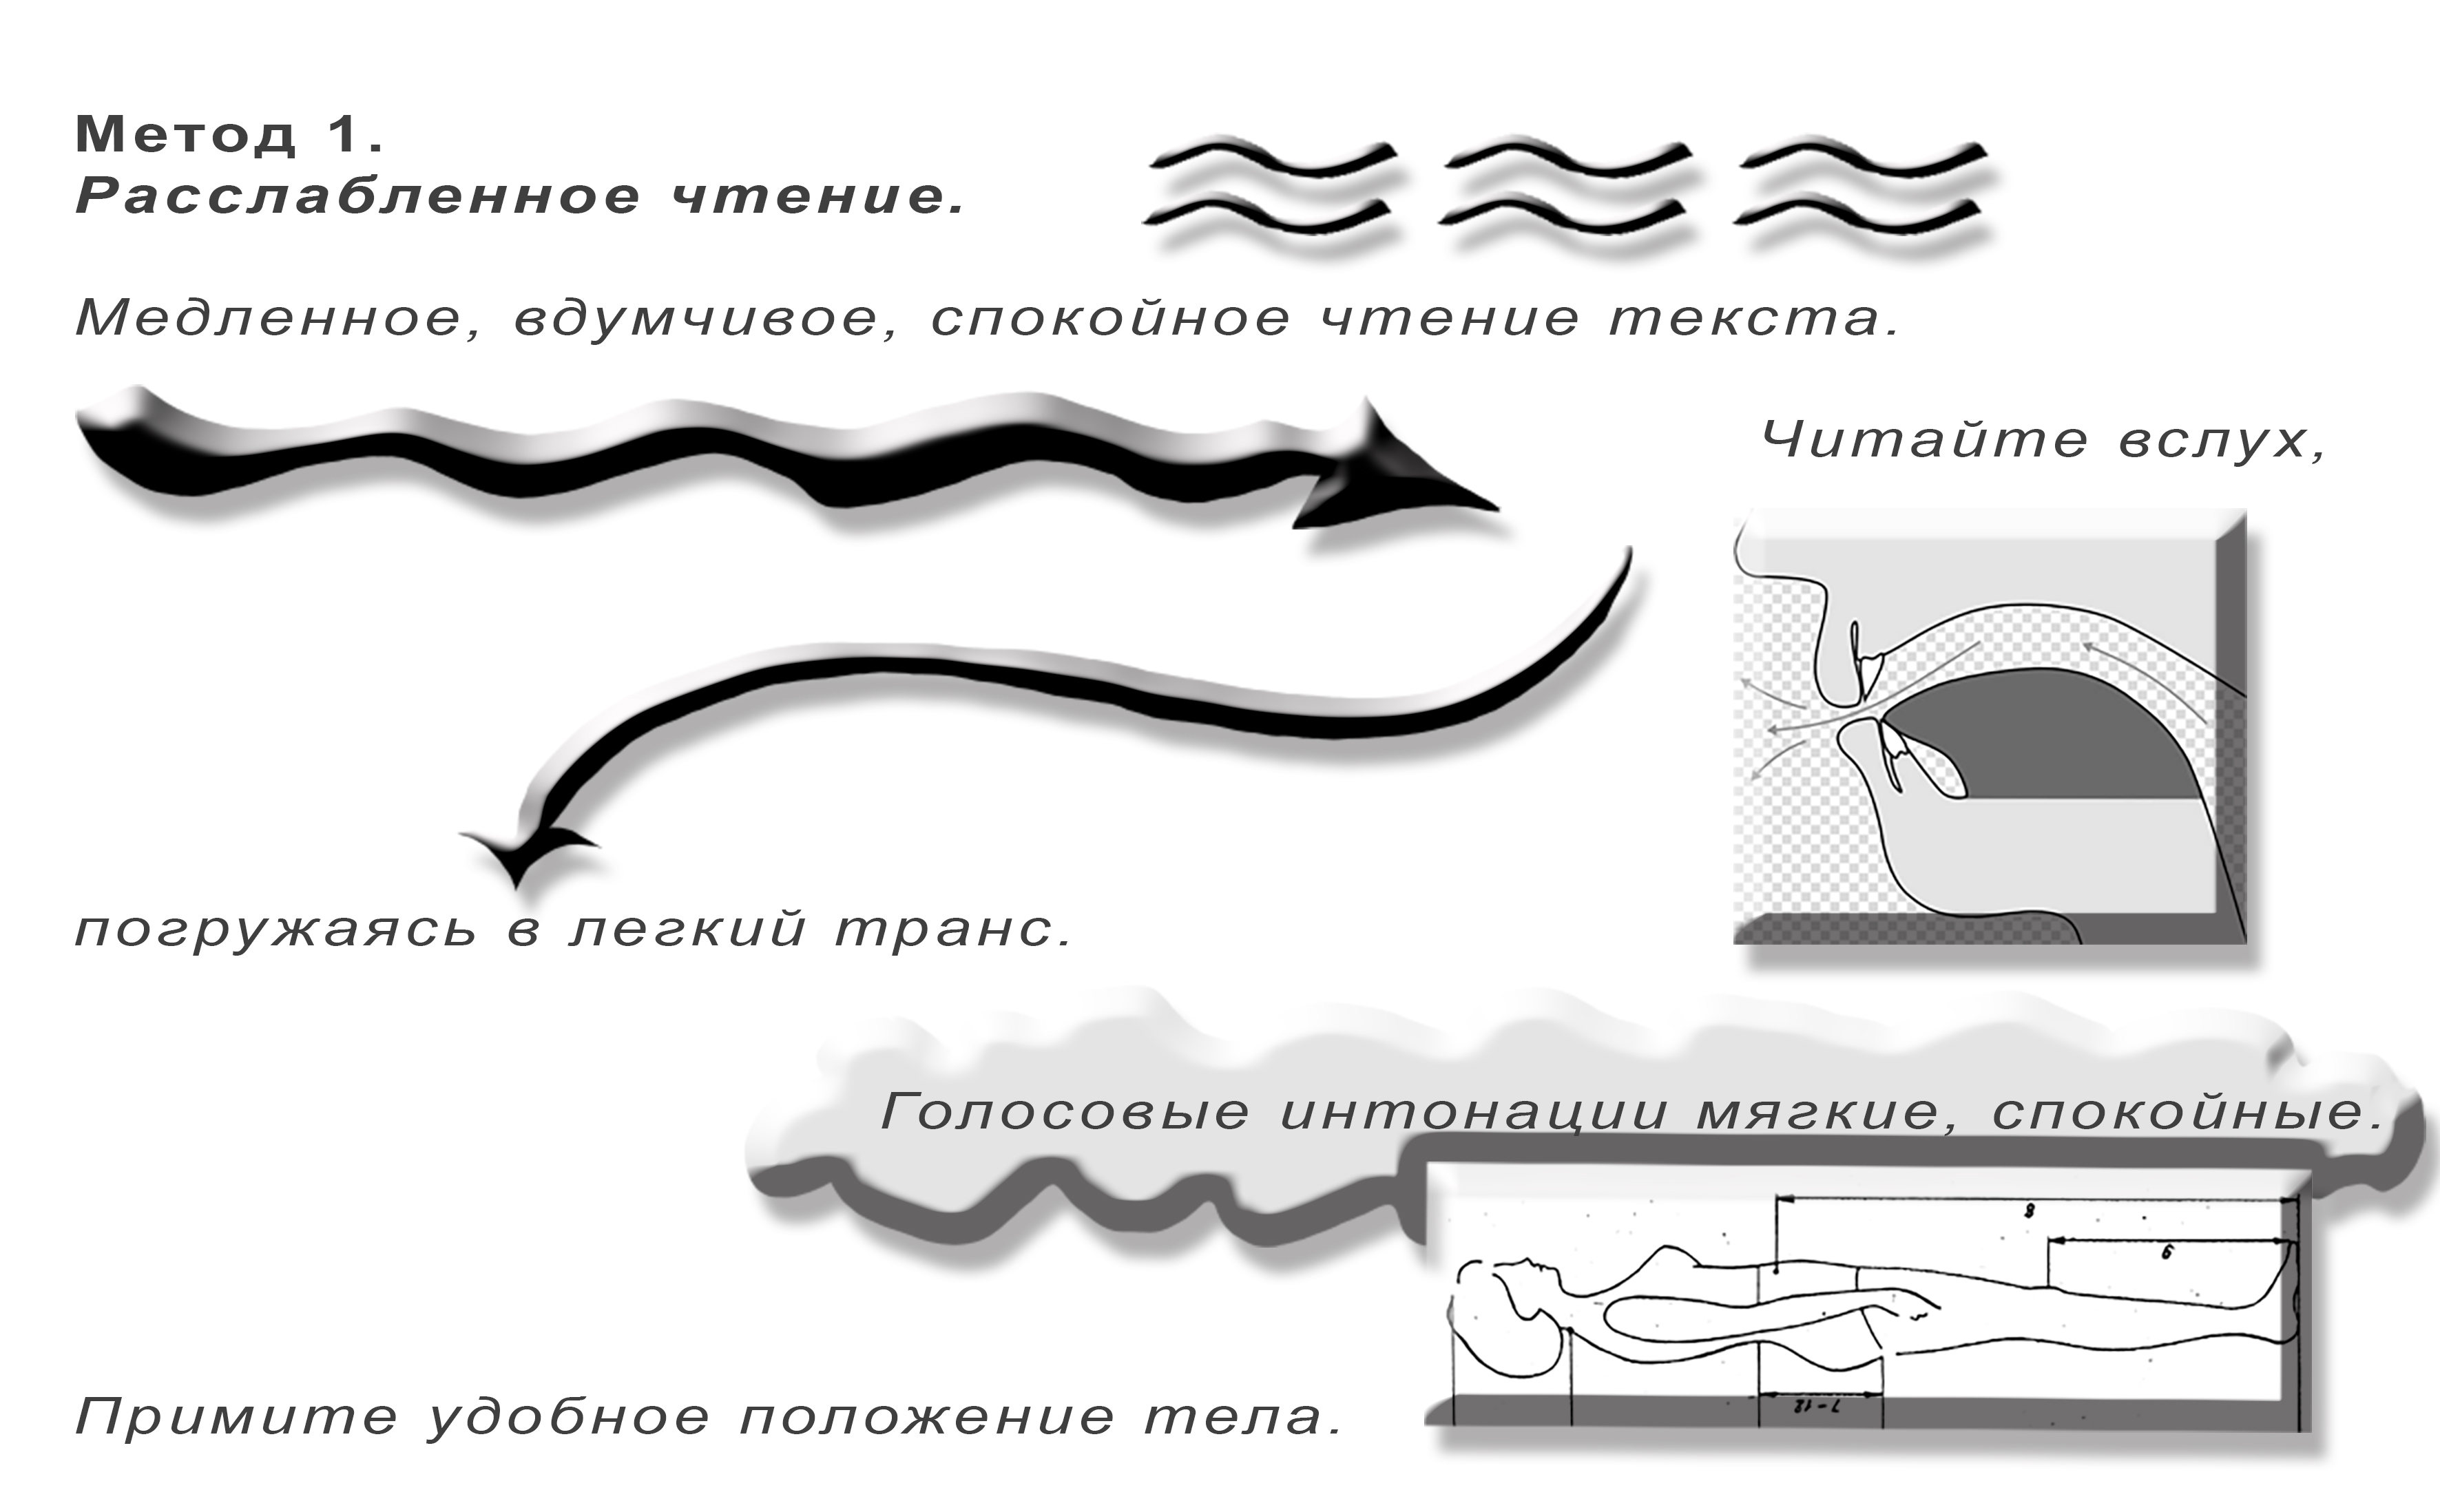 Метод 1.
Расслабленное чтение.
Медленное, вдумчивое, спокойное чтение текста.
Читайте вслух,
погружаясь в легкий транс.
Голосовые интонации мягкие, спокойные.
8
9
7-12
Примите удобное положение тела.